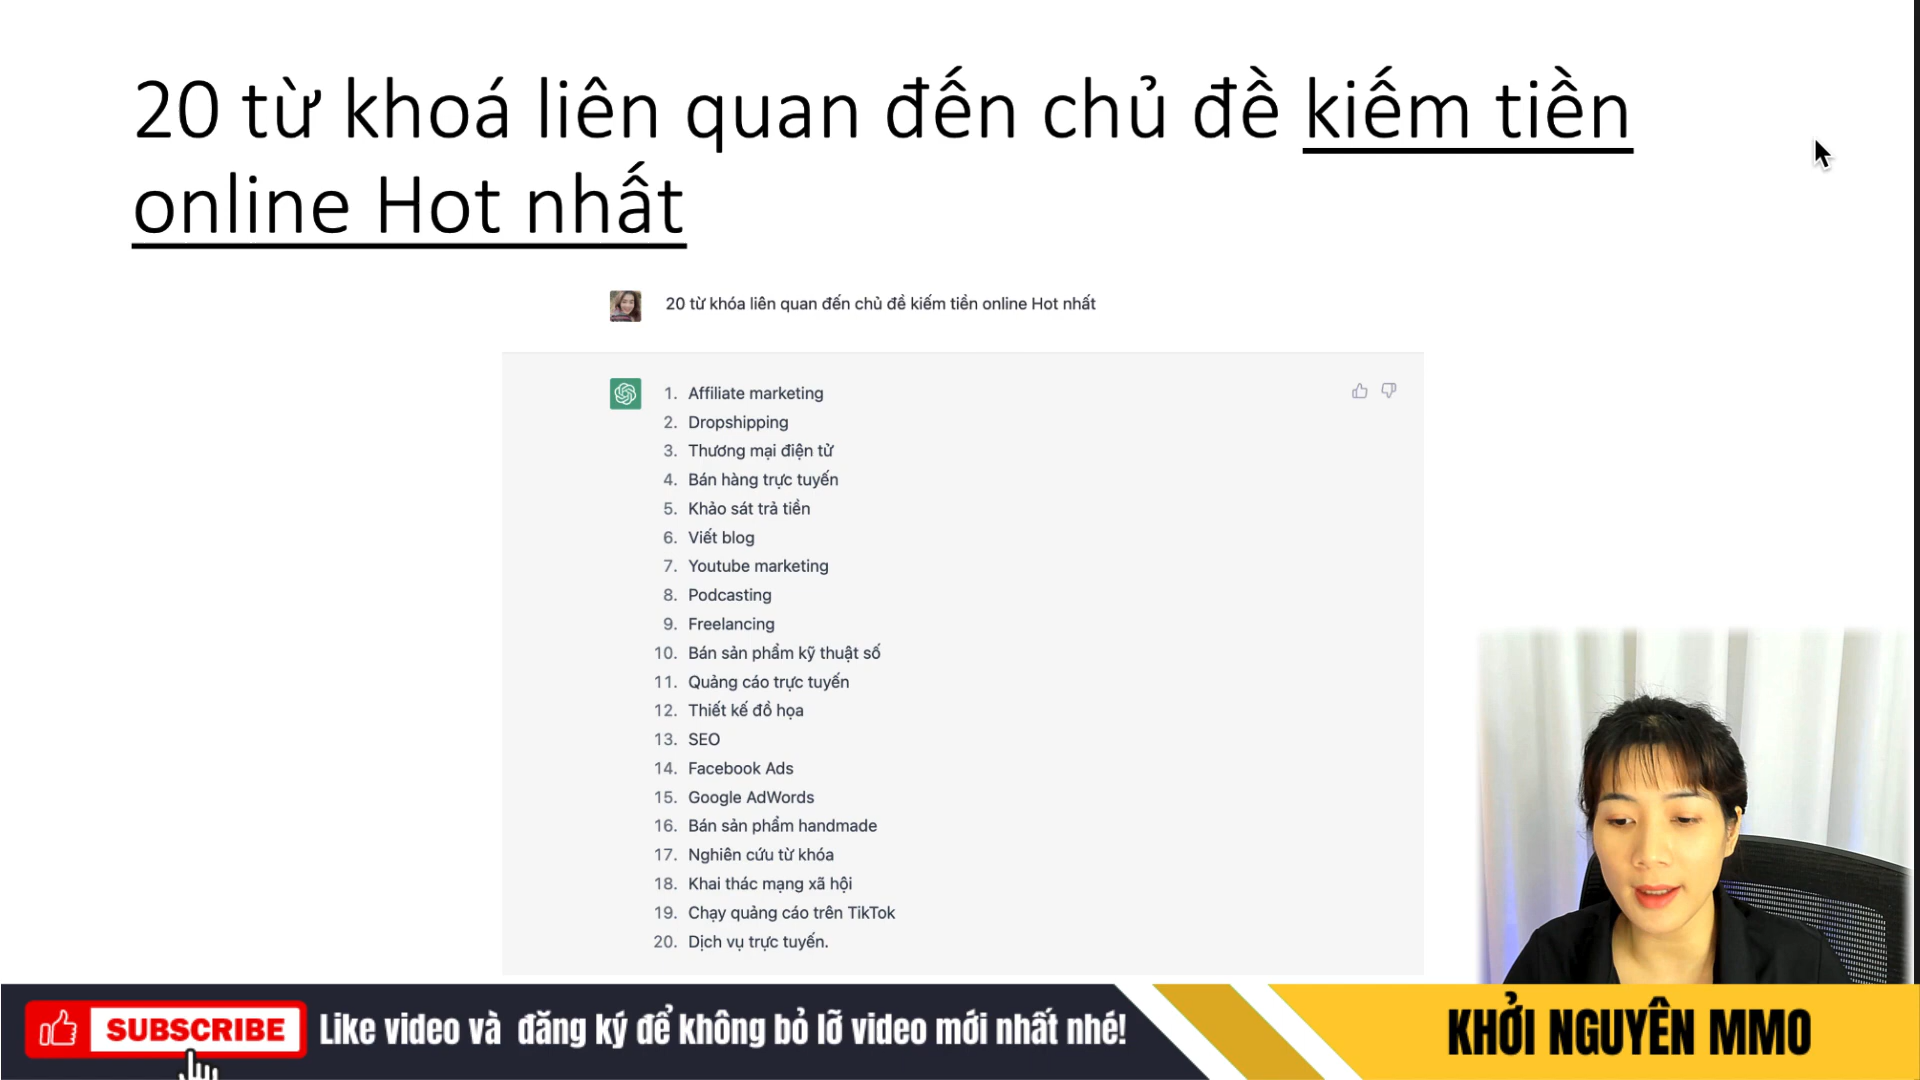 20 từ khoá liên quan đến chủ đề kiếm tiền
online Hot nhất
20 từ khóa liên quan đến chủ đề kiếm tiền online Hot nhất
1. Affiliate marketing
2. Dropshipping
3. Thương mại điện tử
4. Bán hàng trực tuyến
5. Khảo sát trả tiền
6. Viết blog
7. Youtube marketing
8. Podcasting
9. Freelancing
10. Bán sản phẩm kỹ thuật số
11. Quảng cáo trực tuyến
12. Thiết kế đồ họa
13. SEO
14. Facebook Ads
15. Google AdWords
16. Bán sản phẩm handmade
17. Nghiên cứu từ khóa
18. Khai thác mạng xã hội
19. Chạy quảng cáo trên TikTok
20. Dịch vụ trực tuyến.
SUBSCRIBE Like video và đăng ký để không bỏ lỡ video mới nhất nhé! KHỞI NGUYÊN MMO